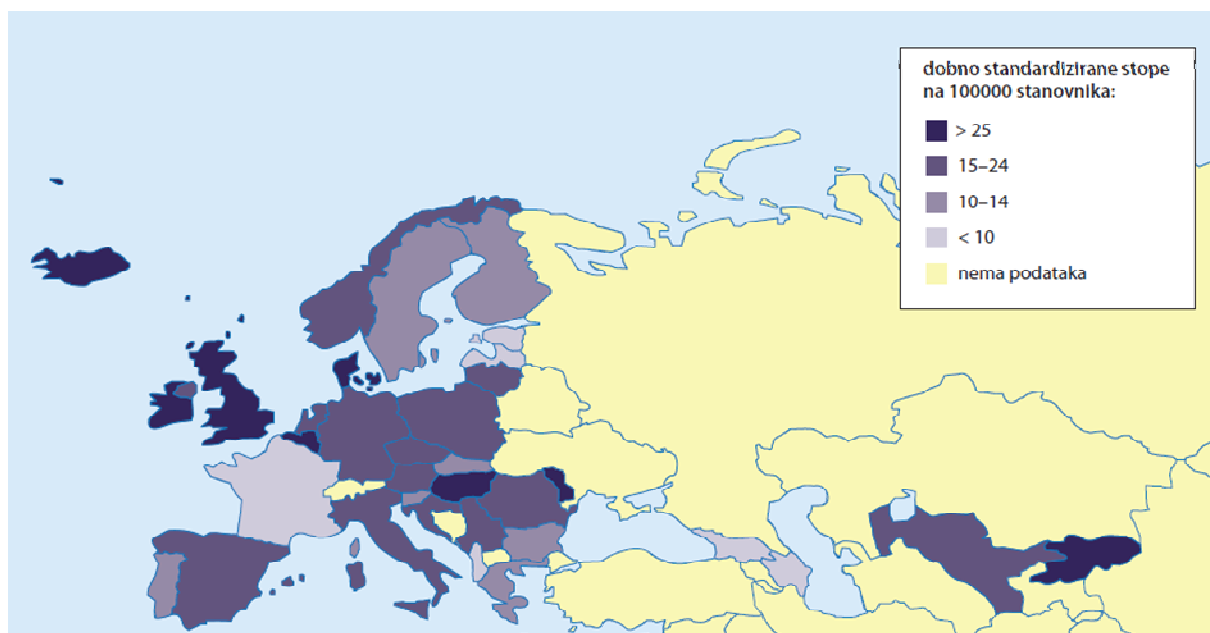 dobno standardizirane stope
na 100000 stanovnika:
> 25
15–24
10–14
< 10
nema podataka